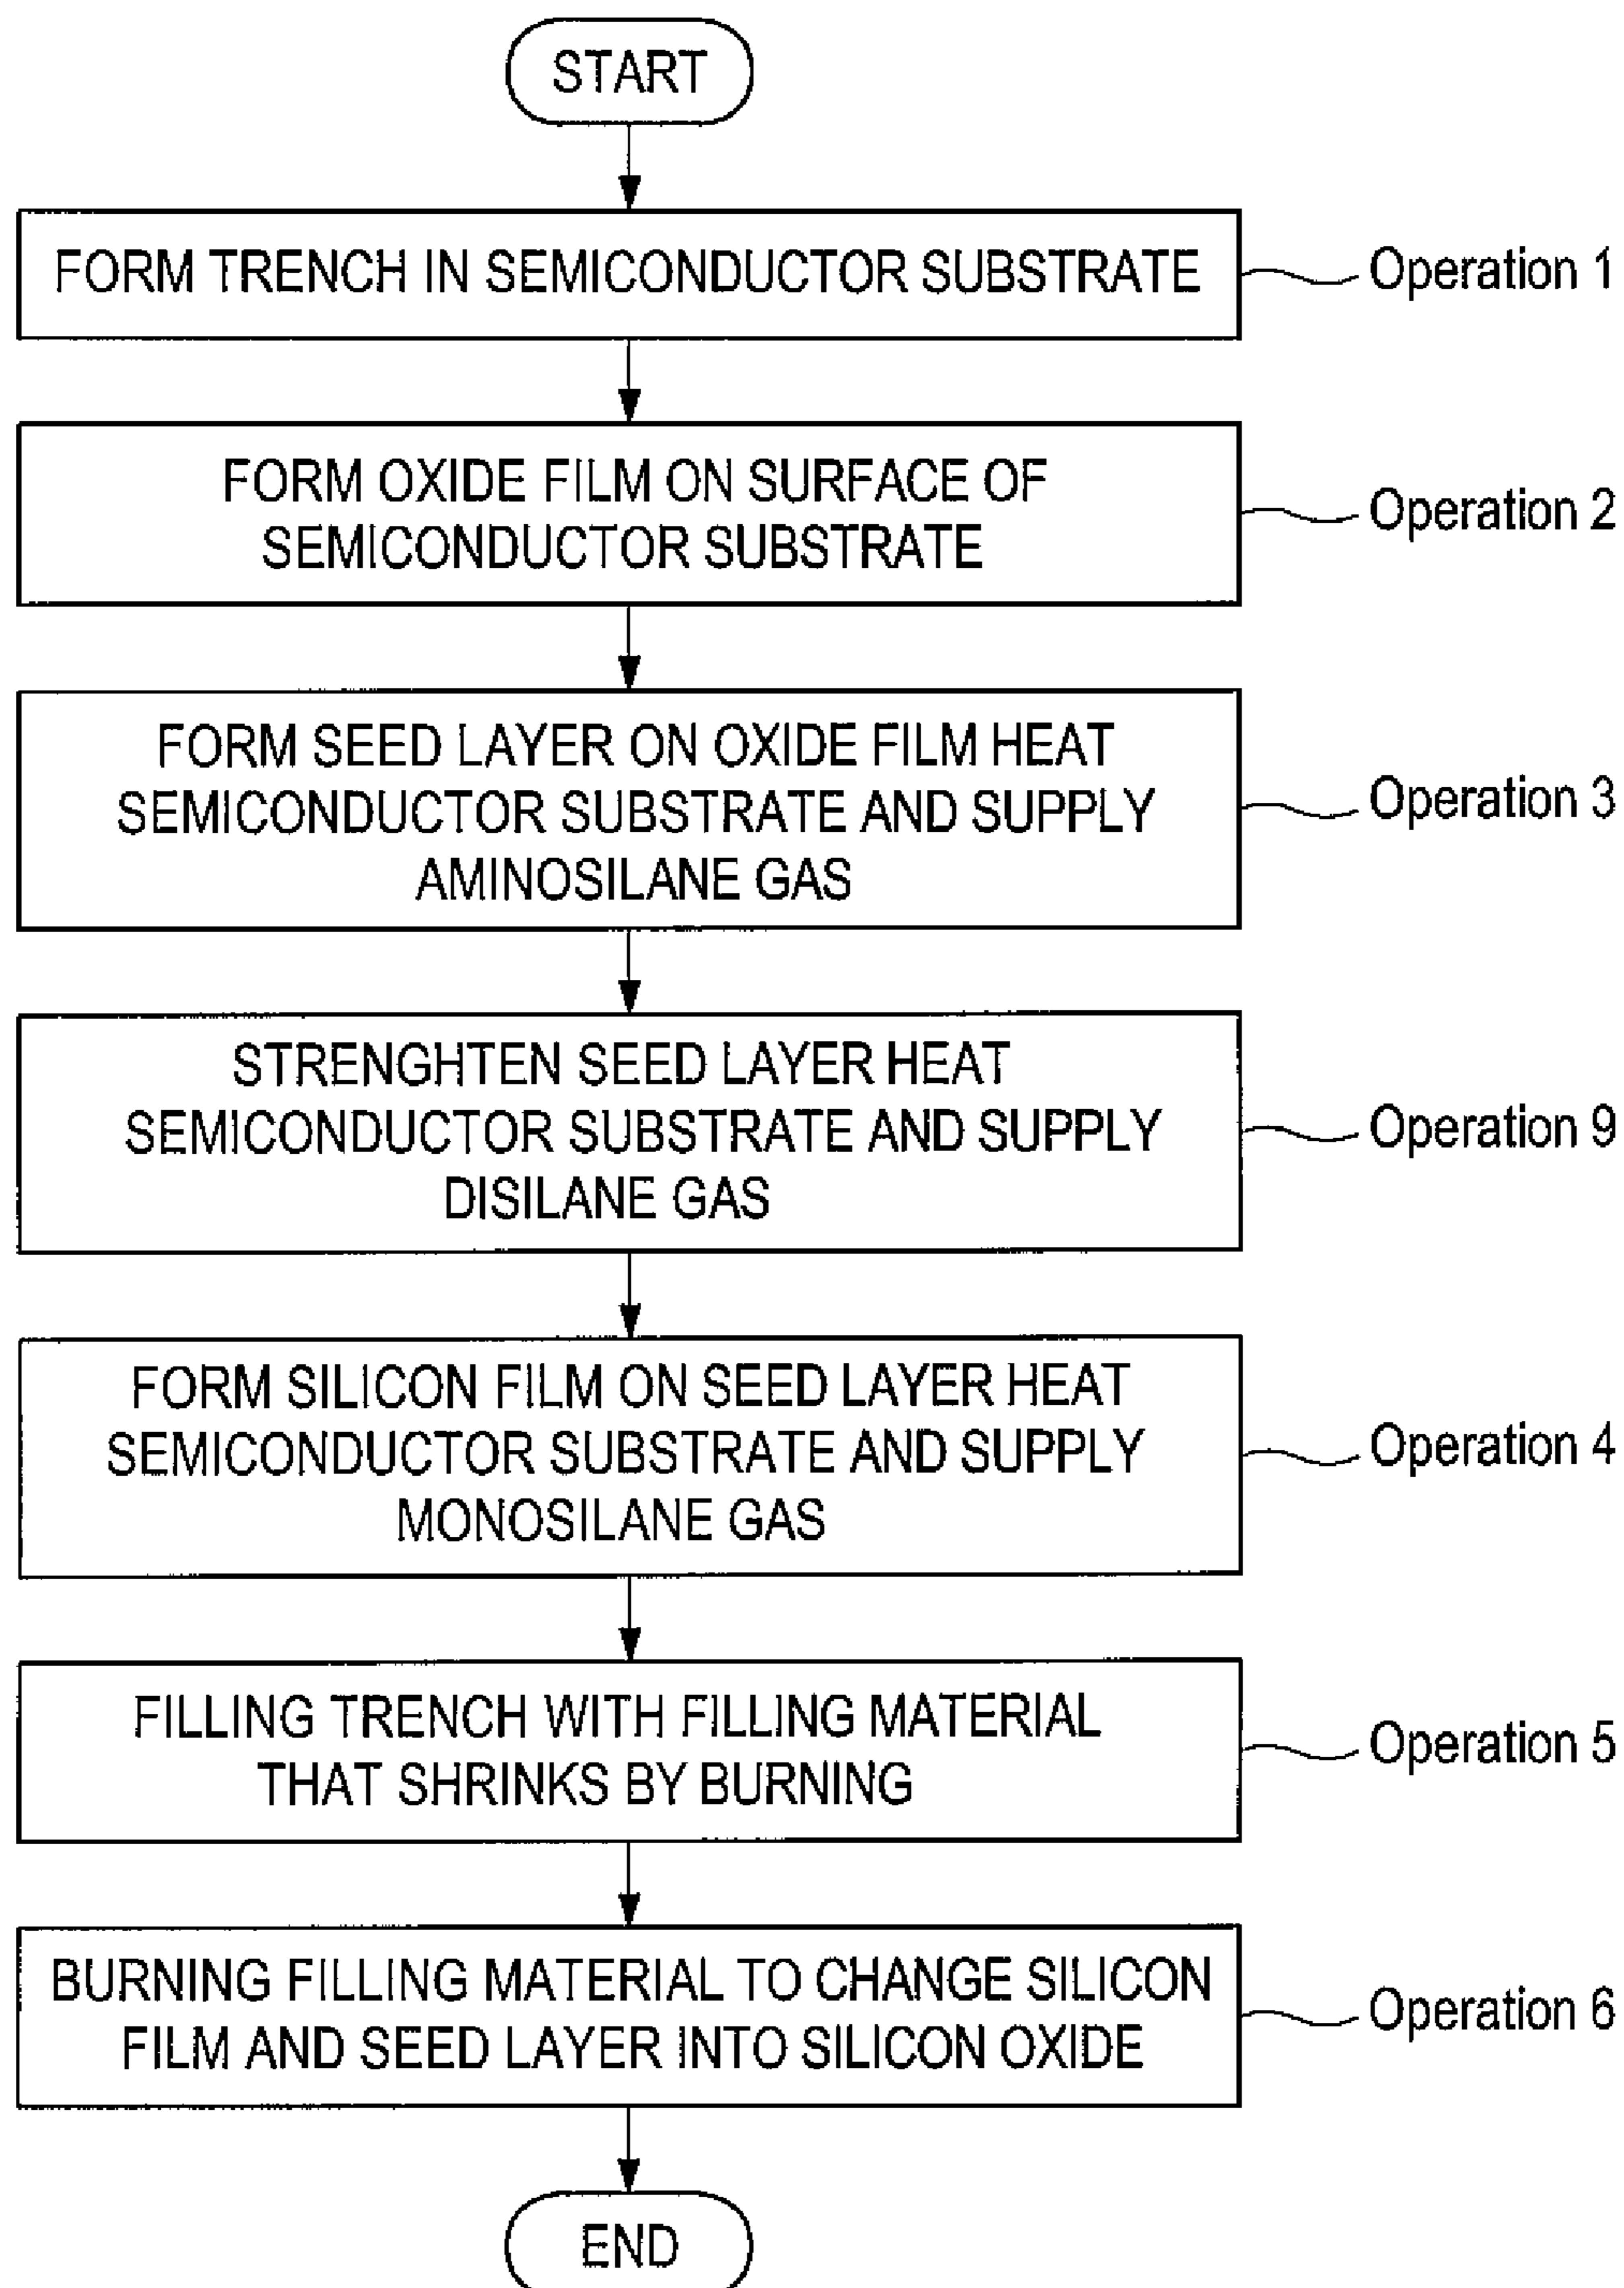 START
FORM TRENCH IN SEMICONDUCTOR SUBSTRATE
Operation 1
FORM OXIDE FILM ON SURFACE OF
SEMICONDUCTOR SUBSTRATE
Operation 2
FORM SEED LAYER ON OXIDE FILM HEAT
SEMICONDUCTOR SUBSTRATE AND SUPPLY
AMINOSILANE GAS
Operation 3
STRENGHTEN SEED LAYER HEAT
SEMICONDUCTOR SUBSTRATE AND SUPPLY
DISILANE GAS
Operation 9
FORM SILICON FILM ON SEED LAYER HEAT
SEMICONDUCTOR SUBSTRATE AND SUPPLY
MONOSILANE GAS
Operation 4
FILLING TRENCH WITH FILLING MATERIAL
THAT SHRINKS BY BURNING
Operation 5
BURNING FILLING MATERIAL TO CHANGE SILICON
FILM AND SEED LAYER INTO SILICON OXIDE
Operation 6
END